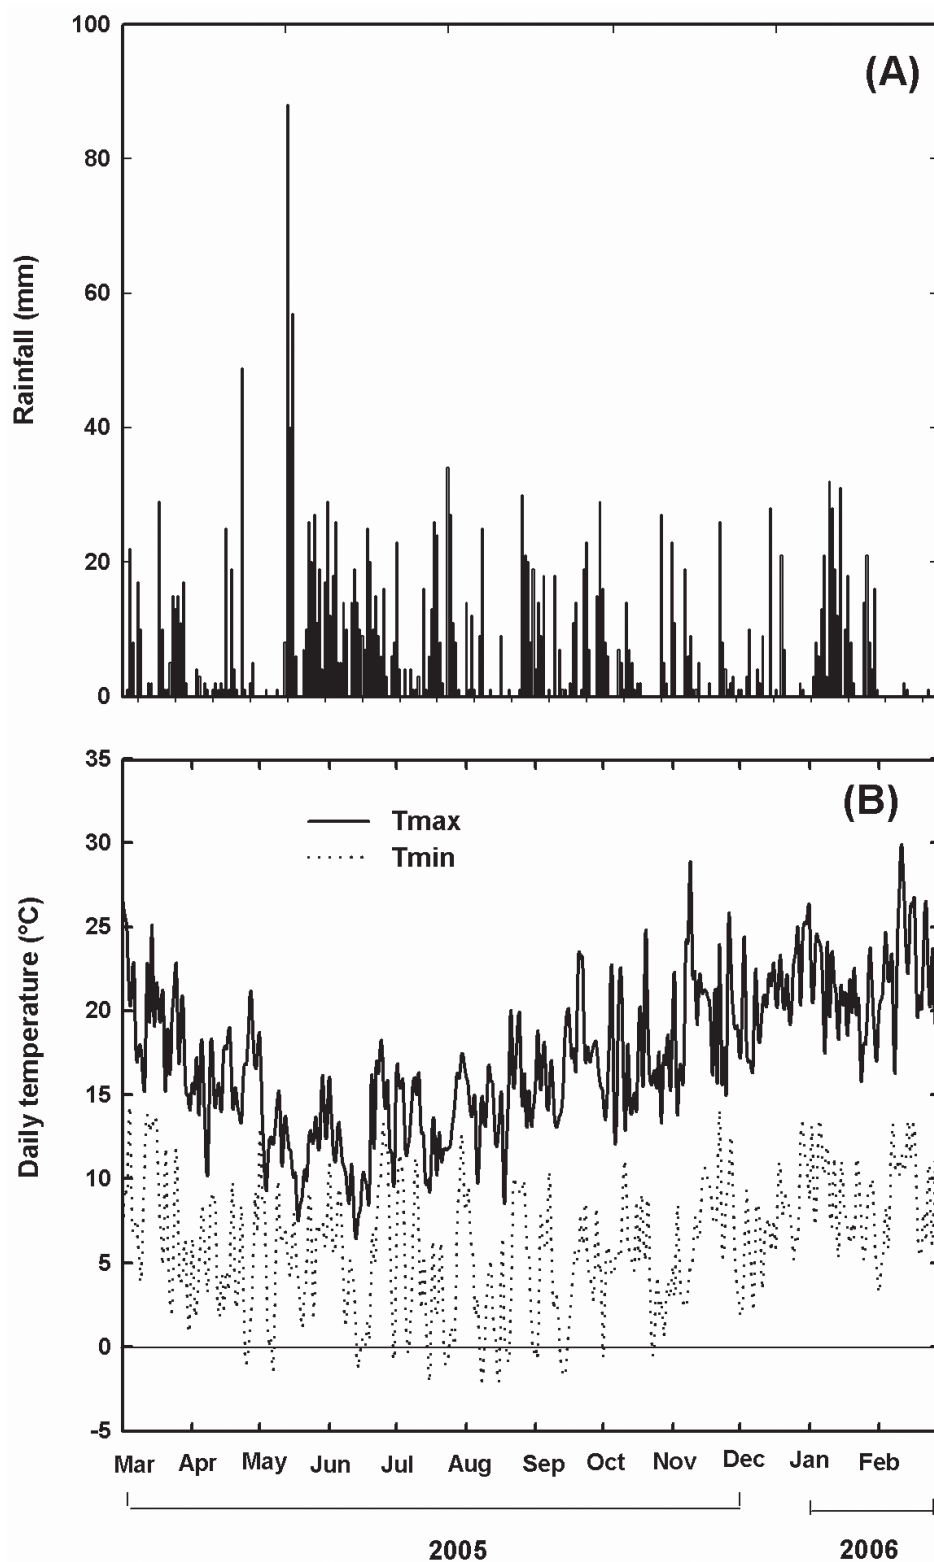 100
(A)
80
60
40
20
0
Rainfall (mm)
35
(B)
Tmax
30
Tmin
25
20
15
10
5
0
-5
Daily temperature (°C)
Mar Apr May Jun Jul Aug Sep Oct Nov Dec Jan Feb
2005 2006